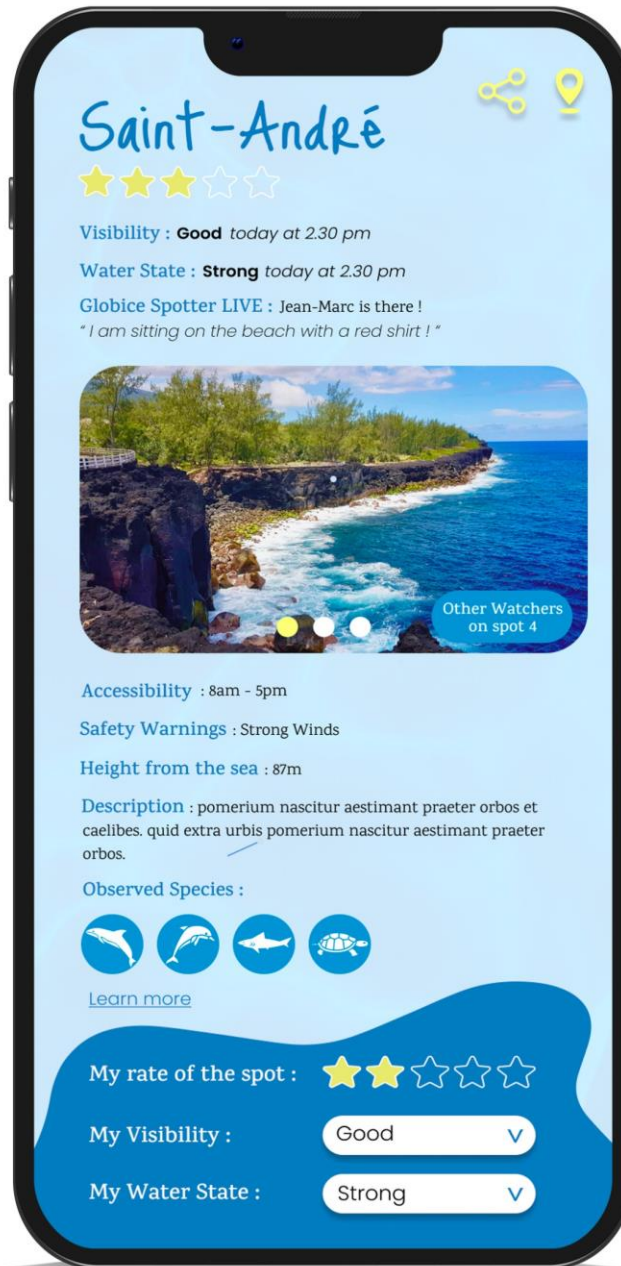 Saint-André
Visibility : Good today at 2.30 pm
Water State : Strong today at 2.30 pm
Globice Spotter LIVE : Jean-Marc is there !
“ I am sitting on the beach with a red shirt ! “
Other Watchers
on spot 4
Accessibility : 8am - 5pm
Safety Warnings : Strong Winds
Height from the sea : 87m
Description : pomerium nascitur aestimant praeter orbos et
caelibes. quid extra urbis pomerium nascitur aestimant praeter
orbos.
Observed Species :
Learn more
My rate of the spot :
My Visibility : Good
My Water State : Strong